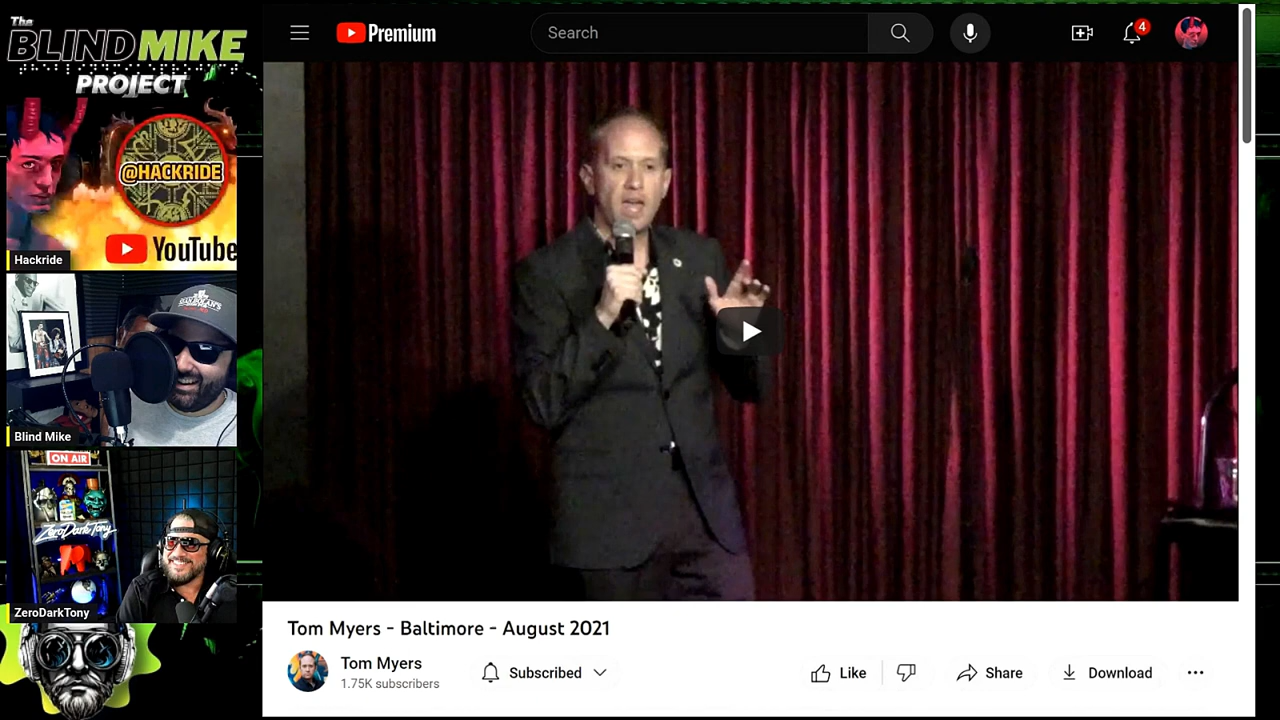 The
BLIND MIKE
PROJECT
@HACKRIDE
YouTube
Hackride
Blind Mike
ON AIR
ZeroDarkTony
ZeroDarkTony
Premium
Search
4
Tom Myers - Baltimore - August 2021
Tom Myers
1.75K subscribers
Subscribed
Like
Share
Download